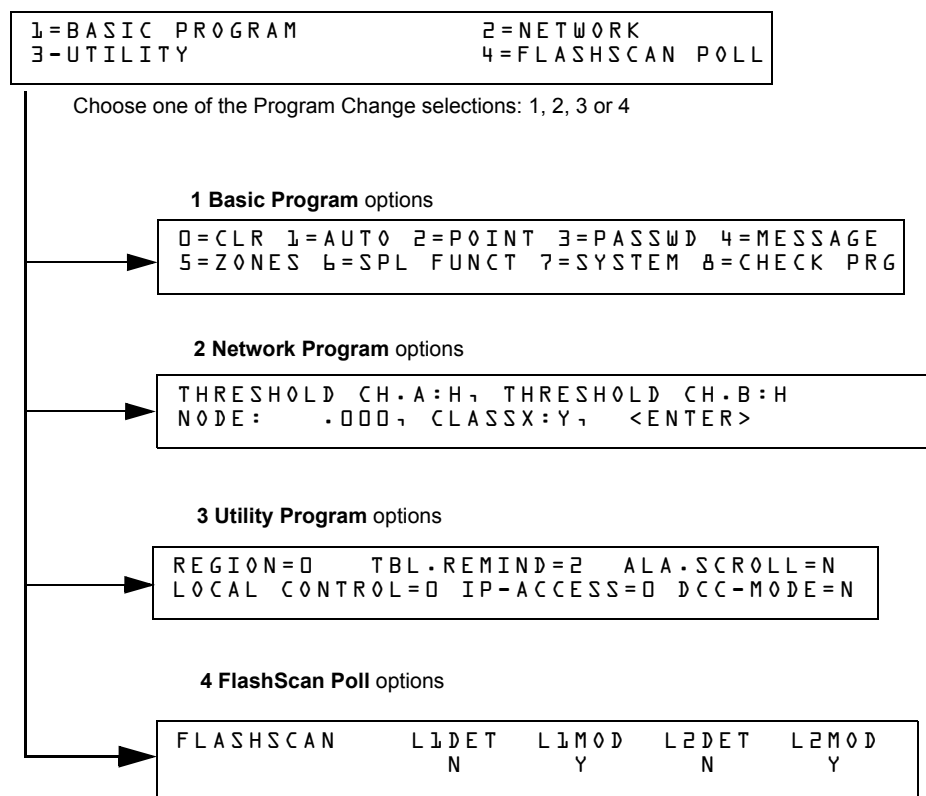 1=BASIC PROGRAM 2=NETWORK
3-UTILITY 4=FLASHSCAN POLL
Choose one of the Program Change selections: 1, 2, 3 or 4
1 Basic Program options
0=CLR 1=AUTO 2=POINT 3=PASSWD 4=MESSAGE
5=ZONES 6=SPL FUNCT 7=SYSTEM 8=CHECK PRG
2 Network Program options
THRESHOLD CH.A:H, THRESHOLD CH.B:H
NODE: .000, CLASSX:Y, <ENTER>
3 Utility Program options
REGION=0 TBL.REMIND=2 ALA.SCROLL=N
LOCAL CONTROL=0 IP-ACCESS=0 DCC-MODE=N
4 FlashScan Poll options
FLASHSCAN L1DET L1MOD L2DET L2MOD
N Y N Y